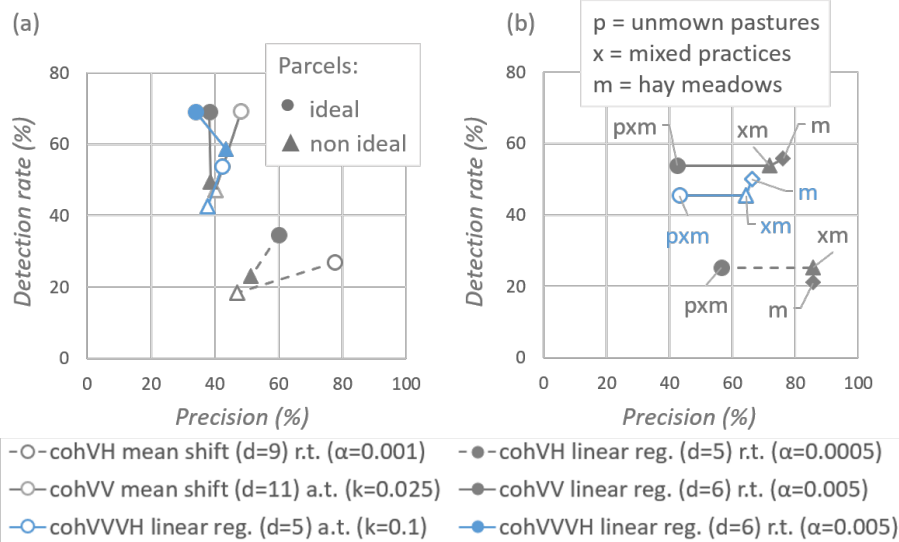 (a)
Parcels:
ideal
non ideal
80
60
40
20
0
0 20 40 60 80 100
Detection rate (%)
Precision (%)
(b)
p = unmown pastures
x = mixed practices
m = hay meadows
80
60
40
20
0
0 20 40 60 80 100
Detection rate (%)
Precision (%)
pxm
xm
m
m
pxm
xm
xm
pxm
m
cohVH mean shift (d=9) r.t. (α=0.001)
cohVH linear reg. (d=5) r.t. (α=0.0005)
cohVV mean shift (d=11) a.t. (k=0.025)
cohVV linear reg. (d=6) r.t. (α=0.005)
cohVVVH linear reg. (d=5) a.t. (k=0.1)
cohVVVH linear reg. (d=6) r.t. (α=0.005)